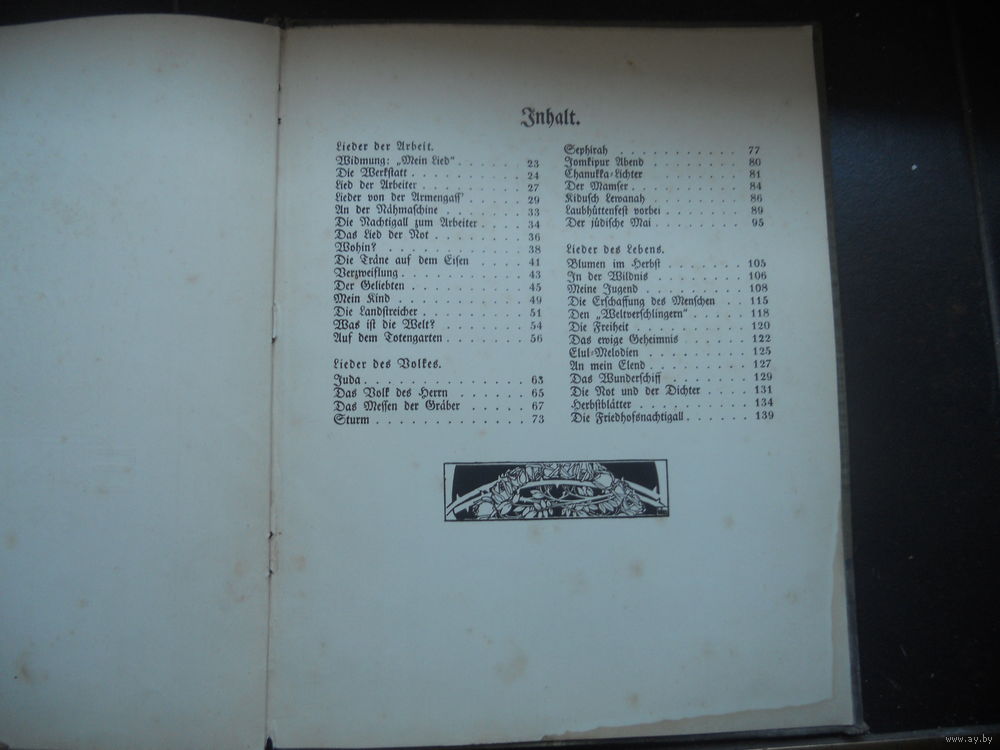 Inhalt.
Lieder der Arbeit.
Widmung: „Mein Lied“ . . . . . . 23
Die Werkstatt . . . . . . . . . . 24
Lied der Arbeiter . . . . . . . . . 27
Lieder von der Armengass' . . . . . 29
An der Nähmaschine . . . . . . . 33
Die Nachtigall zum Arbeiter . . . . 34
Das Lied der Not . . . . . . . . 36
Wohin? . . . . . . . . . . . . 38
Die Träne auf dem Eisen . . . . . 41
Verzweiflung . . . . . . . . . . . 43
Der Geliebten . . . . . . . . . . 45
Mein Kind . . . . . . . . . . . 49
Die Landstreicher . . . . . . . . . 51
Was ist die Welt? . . . . . . . . 54
Auf dem Totengarten . . . . . . . 56
Lieder des Volkes.
Juda . . . . . . . . . . . . . 63
Das Volk des Herrn . . . . . . . 65
Das Messen der Gräber . . . . . . 67
Sturm . . . . . . . . . . . . . 73
Sephirah . . . . . . . . . . . 77
Jomkipur Abend . . . . . . . . 80
Chanukka-Lichter . . . . . . . . 81
Der Mamser . . . . . . . . . . 84
Kidusch Lewanah . . . . . . . . 86
Laubhüttenfest vorbei . . . . . . . 89
Der jüdische Mai . . . . . . . . 95
Lieder des Lebens.
Blumen im Herbst . . . . . . . 105
In der Wildnis . . . . . . . . 106
Meine Jugend . . . . . . . . . 108
Die Erschaffung des Menschen . . 115
Den „Weltverschlingern“ . . . . . 118
Die Freiheit . . . . . . . . . . 120
Das ewige Geheimnis . . . . . . 122
Elul-Melodien . . . . . . . . . 125
An mein Elend . . . . . . . . . 127
Das Wunderschiff . . . . . . . . 129
Die Not und der Dichter . . . . 131
Herbstblätter . . . . . . . . . 134
Die Friedhofsnachtigall . . . . . 139
www.ay.by